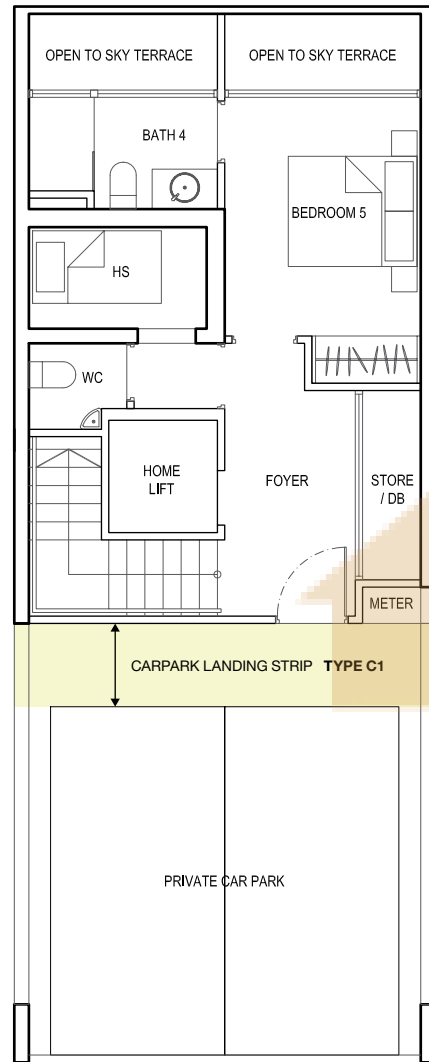 OPEN TO SKY TERRACE OPEN TO SKY TERRACE
BATH 4
BEDROOM 5
HS
WC
HOME
LIFT
FOYER
STORE
/ DB
METER
CARPARK LANDING STRIP TYPE C1
PRIVATE CAR PARK